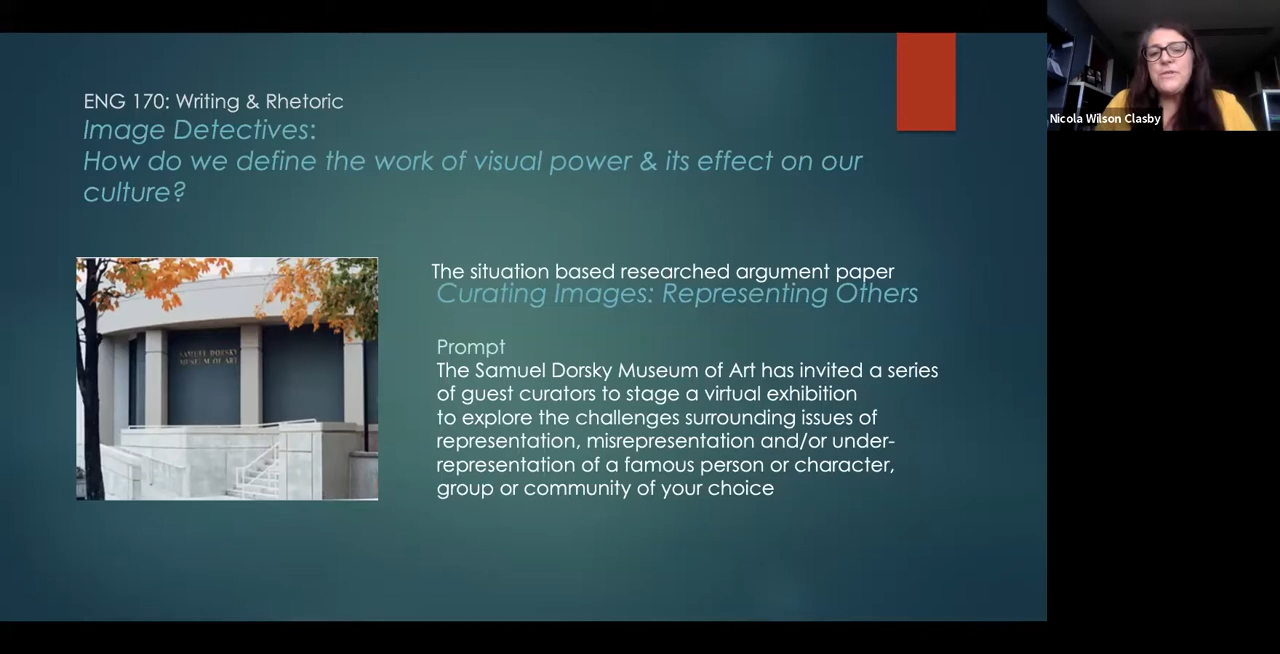 ENG 170: Writing & Rhetoric
Image Detectives:
How do we define the work of visual power & its effect on our
culture?
Nicola Wilson Clasby
SAMUEL DORSKY
MUSEUM OF ART
The situation based researched argument paper
Curating Images: Representing Others
Prompt
The Samuel Dorsky Museum of Art has invited a series
of guest curators to stage a virtual exhibition
to explore the challenges surrounding issues of
representation, misrepresentation and/or under-
representation of a famous person or character,
group or community of your choice